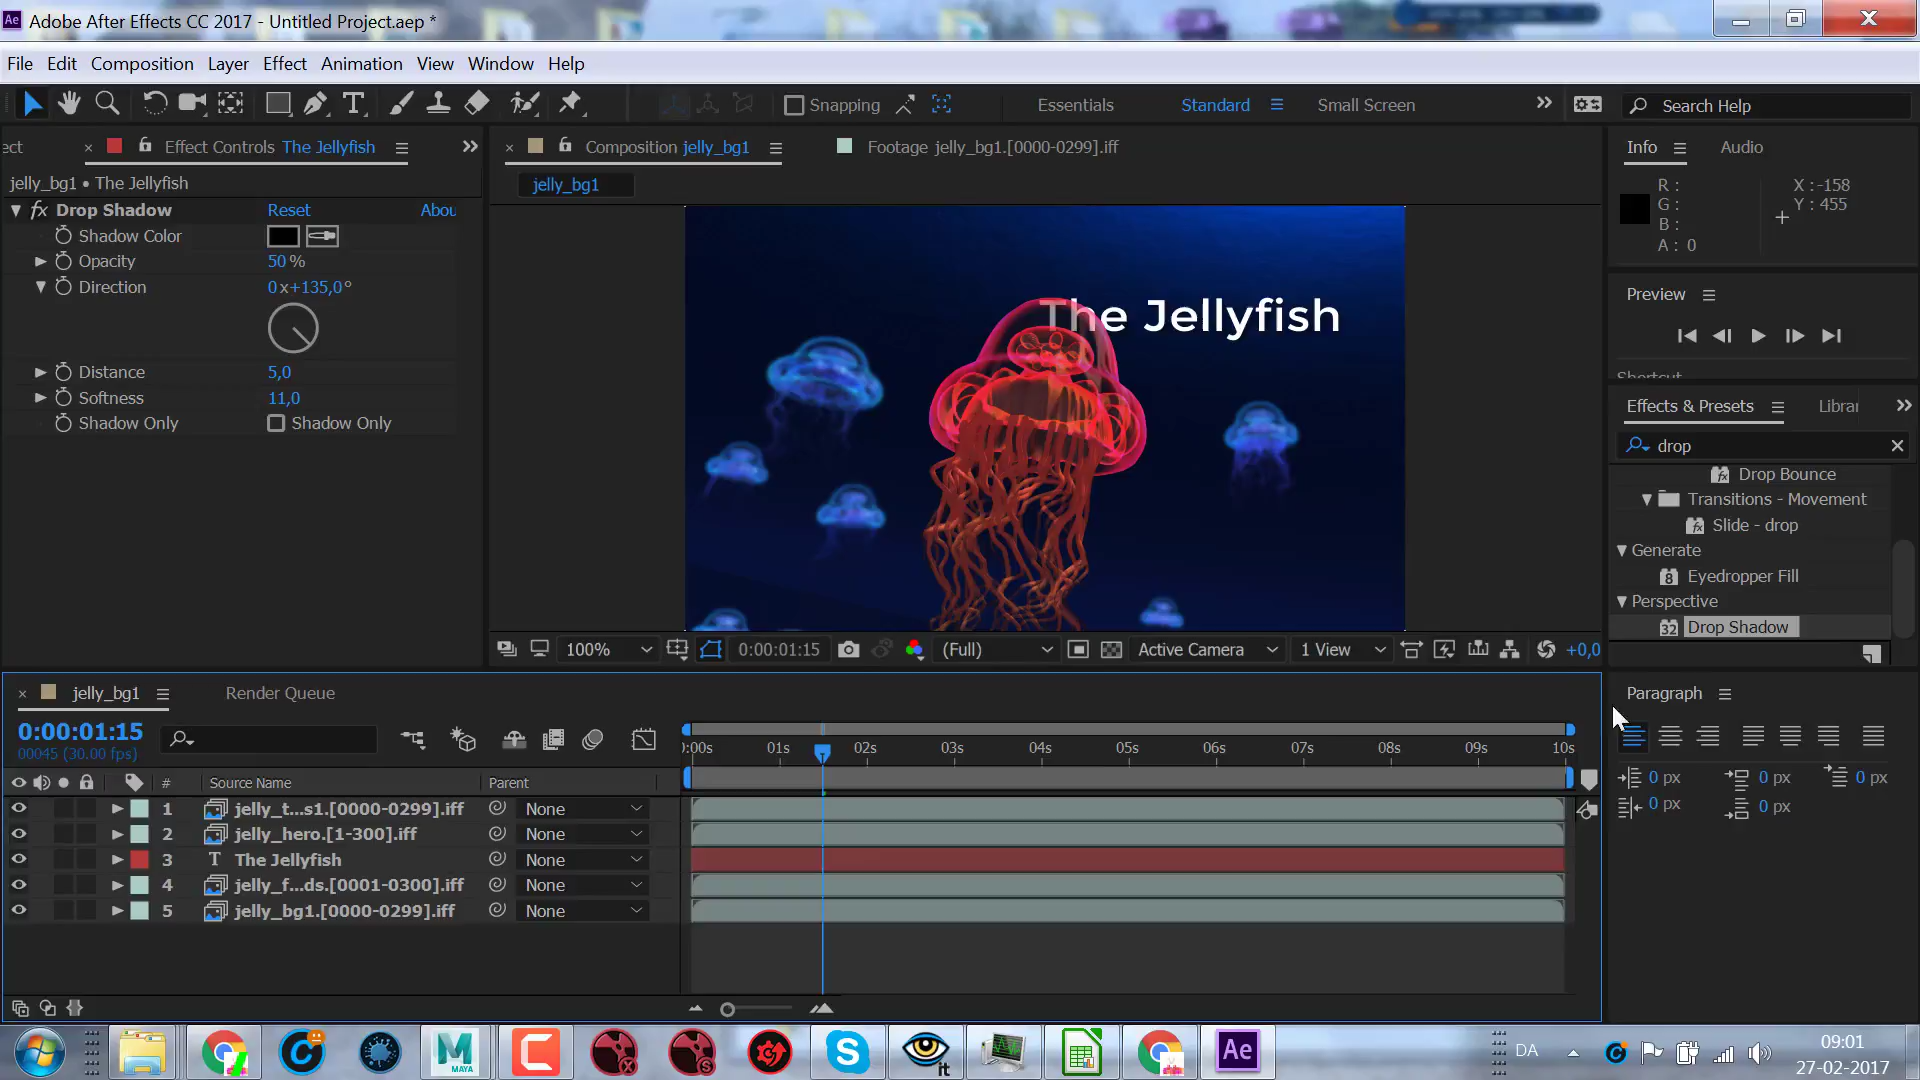 Adobe After Effects CC 2017 - Untitled Project.aep *
File Edit Composition Layer Effect Animation View Window Help
Snapping
Essentials
Standard
Small Screen
Search Help
ect
Effect Controls The Jellyfish
Composition jelly_bg1
Footage jelly_bg1.[0000-0299].iff
Info
Audio
jelly_bg1 • The Jellyfish
jelly_bg1
R :
G :
B :
A : 0
X : -158
Y : 455
fx Drop Shadow
Reset
Abou
Shadow Color
Opacity
50 %
Direction
0 x+135,0°
Distance
5,0
Softness
11,0
Shadow Only
Shadow Only
The Jellyfish
Preview
Shortcut
Effects & Presets
Librar
drop
Drop Bounce
Transitions - Movement
Slide - drop
Generate
Eyedropper Fill
Perspective
Drop Shadow
100%
0:00:01:15
(Full)
Active Camera
1 View
+0,0
jelly_bg1
Render Queue
Paragraph
0:00:01:15
00045 (30.00 fps)
):00s 01s 02s 03s 04s 05s 06s 07s 08s 09s 10s
# Source Name Parent
1 jelly_t...s1.[0000-0299].iff None
2 jelly_hero.[1-300].iff None
3 T The Jellyfish None
4 jelly_f...ds.[0001-0300].iff None
5 jelly_bg1.[0000-0299].iff None
0 px 0 px 0 px
0 px 0 px
MAYA
it
Ae
DA
09:01
27-02-2017